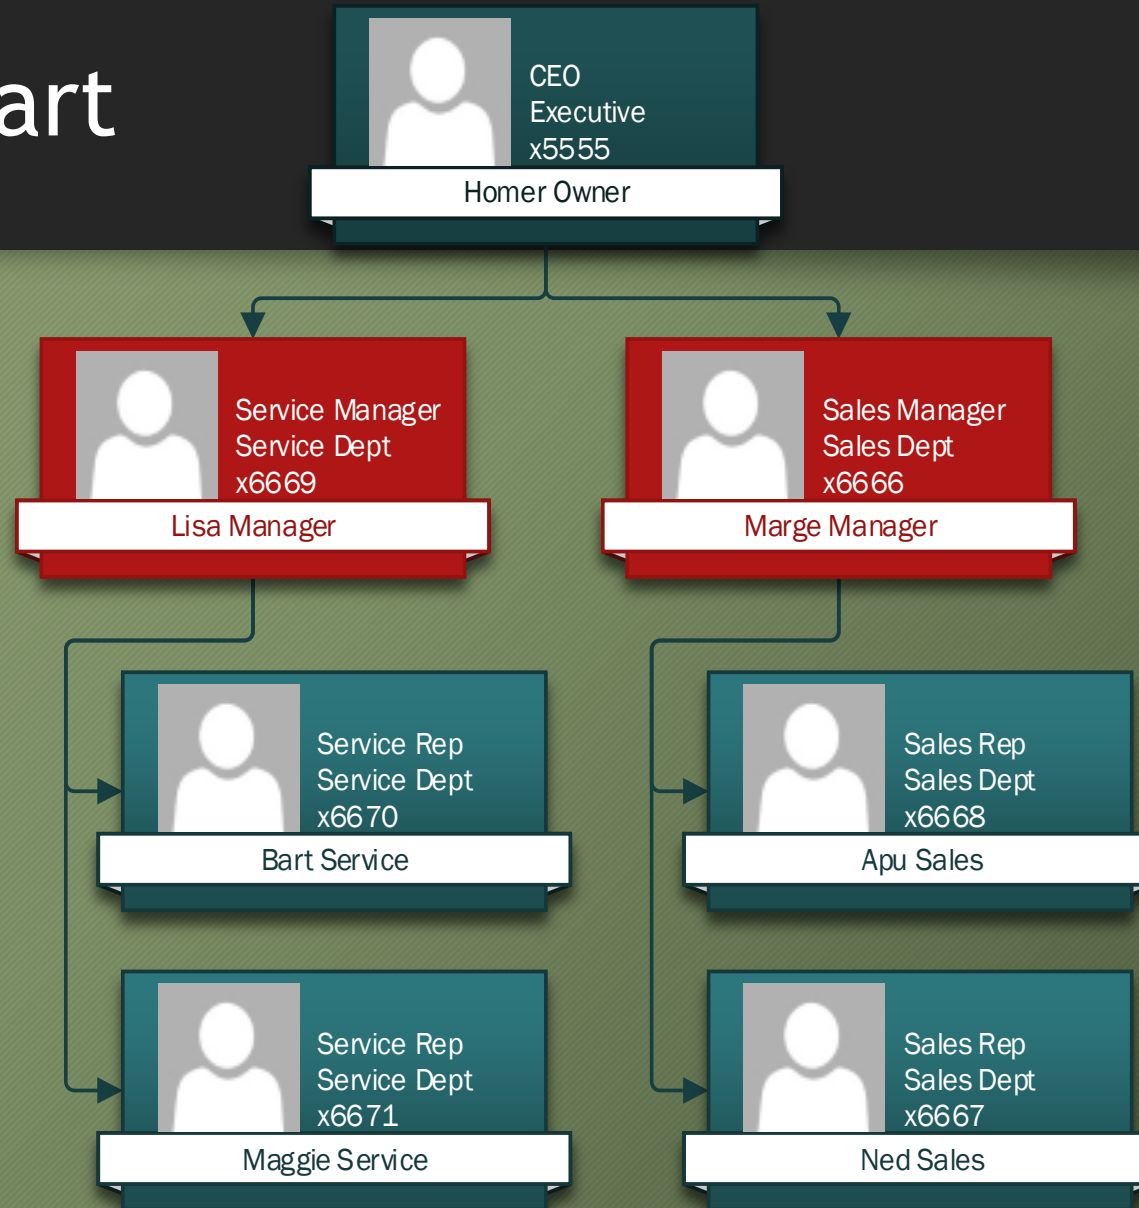 art
CEO
Executive
x5555
Homer Owner
Service Manager
Service Dept
x6669
Lisa Manager
Sales Manager
Sales Dept
x6666
Marge Manager
Service Rep
Service Dept
x6670
Bart Service
Sales Rep
Sales Dept
x6668
Apu Sales
Service Rep
Service Dept
x6671
Maggie Service
Sales Rep
Sales Dept
x6667
Ned Sales